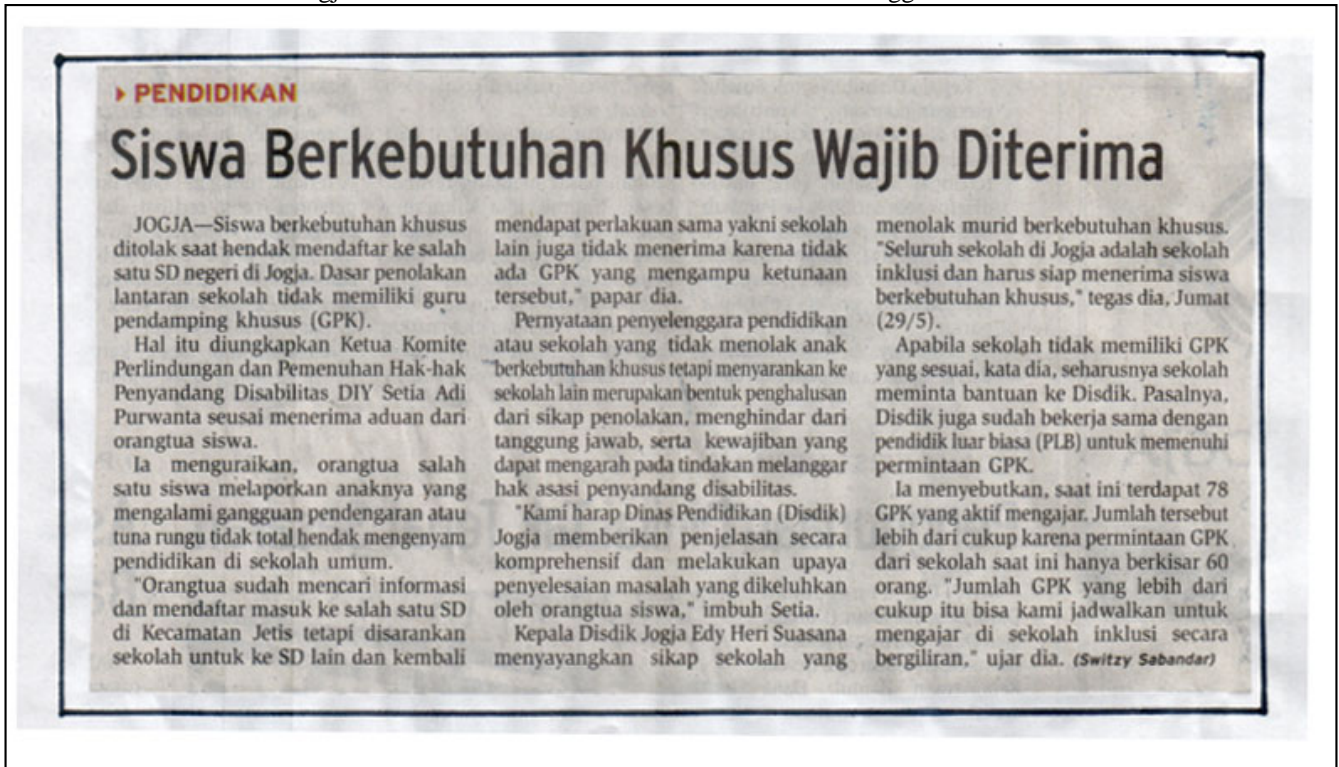 PENDIDIKAN
Siswa Berkebutuhan Khusus Wajib Diterima
JOGJA—Siswa berkebutuhan khusus
ditolak saat hendak mendaftar ke salah
satu SD negeri di Jogja. Dasar penolakan
lantaran sekolah tidak memiliki guru
pendamping khusus (GPK).
Hal itu diungkapkan Ketua Komite
Perlindungan dan Pemenuhan Hak-hak
Penyandang Disabilitas DIY Setia Adi
Purwanta seusai menerima aduan dari
orangtua siswa.
Ia menguraikan, orangtua salah
satu siswa melaporkan anaknya yang
mengalami gangguan pendengaran atau
tuna rungu tidak total hendak mengenyam
pendidikan di sekolah umum.
"Orangtua sudah mencari informasi
dan mendaftar masuk ke salah satu SD
di Kecamatan Jetis tetapi disarankan
sekolah untuk ke SD lain dan kembali
mendapat perlakuan sama yakni sekolah
lain juga tidak menerima karena tidak
ada GPK yang mengampu ketunaan
tersebut," papar dia.
Pernyataan penyelenggara pendidikan
atau sekolah yang tidak menolak anak
berkebutuhan khusus tetapi menyarankan ke
sekolah lain merupakan bentuk penghalusan
dari sikap penolakan, menghindar dari
tanggung jawab, serta kewajiban yang
dapat mengarah pada tindakan melanggar
hak asasi penyandang disabilitas.
"Kami harap Dinas Pendidikan (Disdik)
Jogja memberikan penjelasan secara
komprehensif dan melakukan upaya
penyelesaian masalah yang dikeluhkan
oleh orangtua siswa," imbuh Setia.
Kepala Disdik Jogja Edy Heri Suasana
menyayangkan sikap sekolah yang
menolak murid berkebutuhan khusus.
"Seluruh sekolah di Jogja adalah sekolah
inklusi dan harus siap menerima siswa
berkebutuhan khusus," tegas dia, Jumat
(29/5).
Apabila sekolah tidak memiliki GPK
yang sesuai, kata dia, seharusnya sekolah
meminta bantuan ke Disdik. Pasalnya,
Disdik juga sudah bekerja sama dengan
pendidik luar biasa (PLB) untuk memenuhi
permintaan GPK.
Ia menyebutkan, saat ini terdapat 78
GPK yang aktif mengajar. Jumlah tersebut
lebih dari cukup karena permintaan GPK
dari sekolah saat ini hanya berkisar 60
orang. "Jumlah GPK yang lebih dari
cukup itu bisa kami jadwalkan untuk
mengajar di sekolah inklusi secara
bergiliran," ujar dia. (Switzy Sabandar)